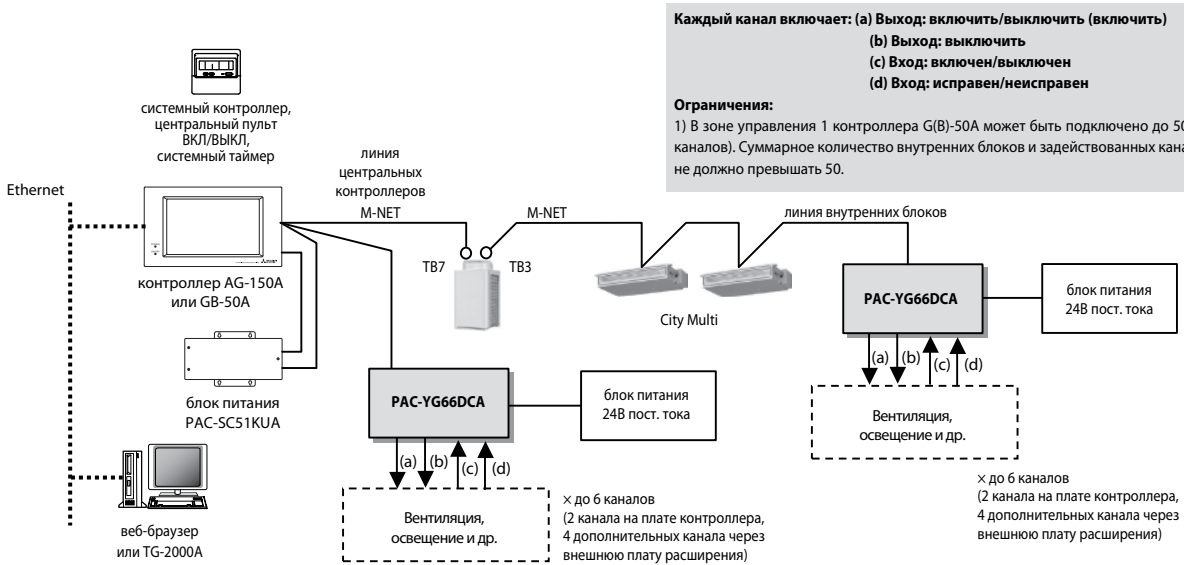 Каждый канал включает: (a) Выход: включить/выключить (включить)
(b) Выход: выключить
(c) Вход: включен/выключен
(d) Вход: исправен/неисправен
Ограничения:
1) В зоне управления 1 контроллера G(B)-50A может быть подключено до 50
каналов). Суммарное количество внутренних блоков и задействованных
не должно превышать 50.
системный контроллер,
центральный пульт
ВКЛ/ВЫКЛ,
системный таймер
Ethernet
линия
центральных
контроллеров
M-NET
M-NET
линия внутренних блоков
TB7
TB3
контроллер AG-150A
или GB-50A
City Multi
PAC-YG66DCA
блок питания
24В пост. тока
(a)
(b)
(c)
(d)
Вентиляция,
освещение и др.
× до 6 каналов
(2 канала на плате контроллера,
4 дополнительных канала через
внешнюю плату расширения)
блок питания
PAC-SC51KUA
PAC-YG66DCA
блок питания
24В пост. тока
(a)
(b)
(c)
(d)
Вентиляция,
освещение и др.
× до 6 каналов
(2 канала на плате контроллера,
4 дополнительных канала через
внешнюю плату расширения)
веб-браузер
или TG-2000A